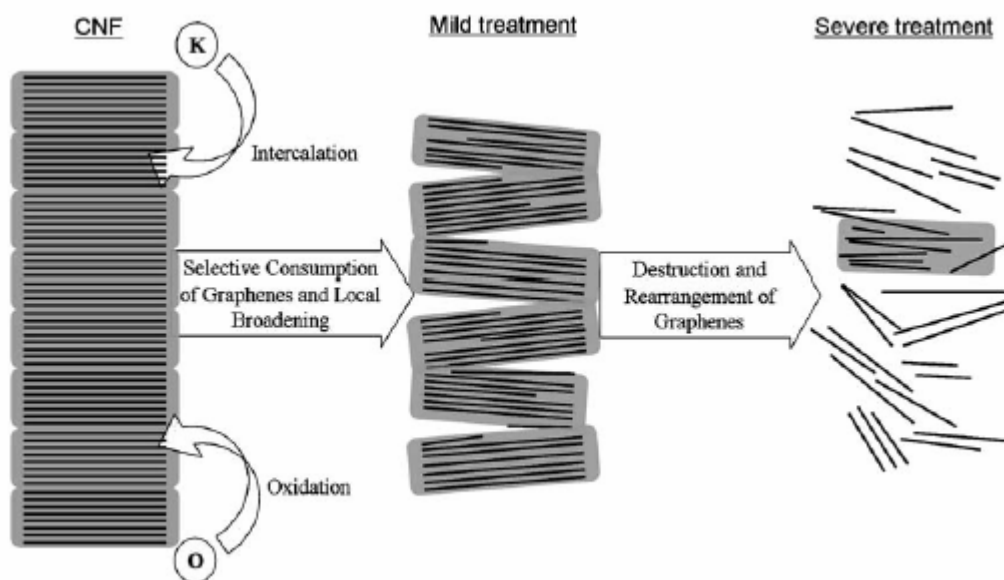 CNF
K
Mild treatment
Severe treatment
Intercalation
Selective Consumption
of Graphenes and Local
Broadening
Destruction and
Rearrangement of
Graphenes
Oxidation
O